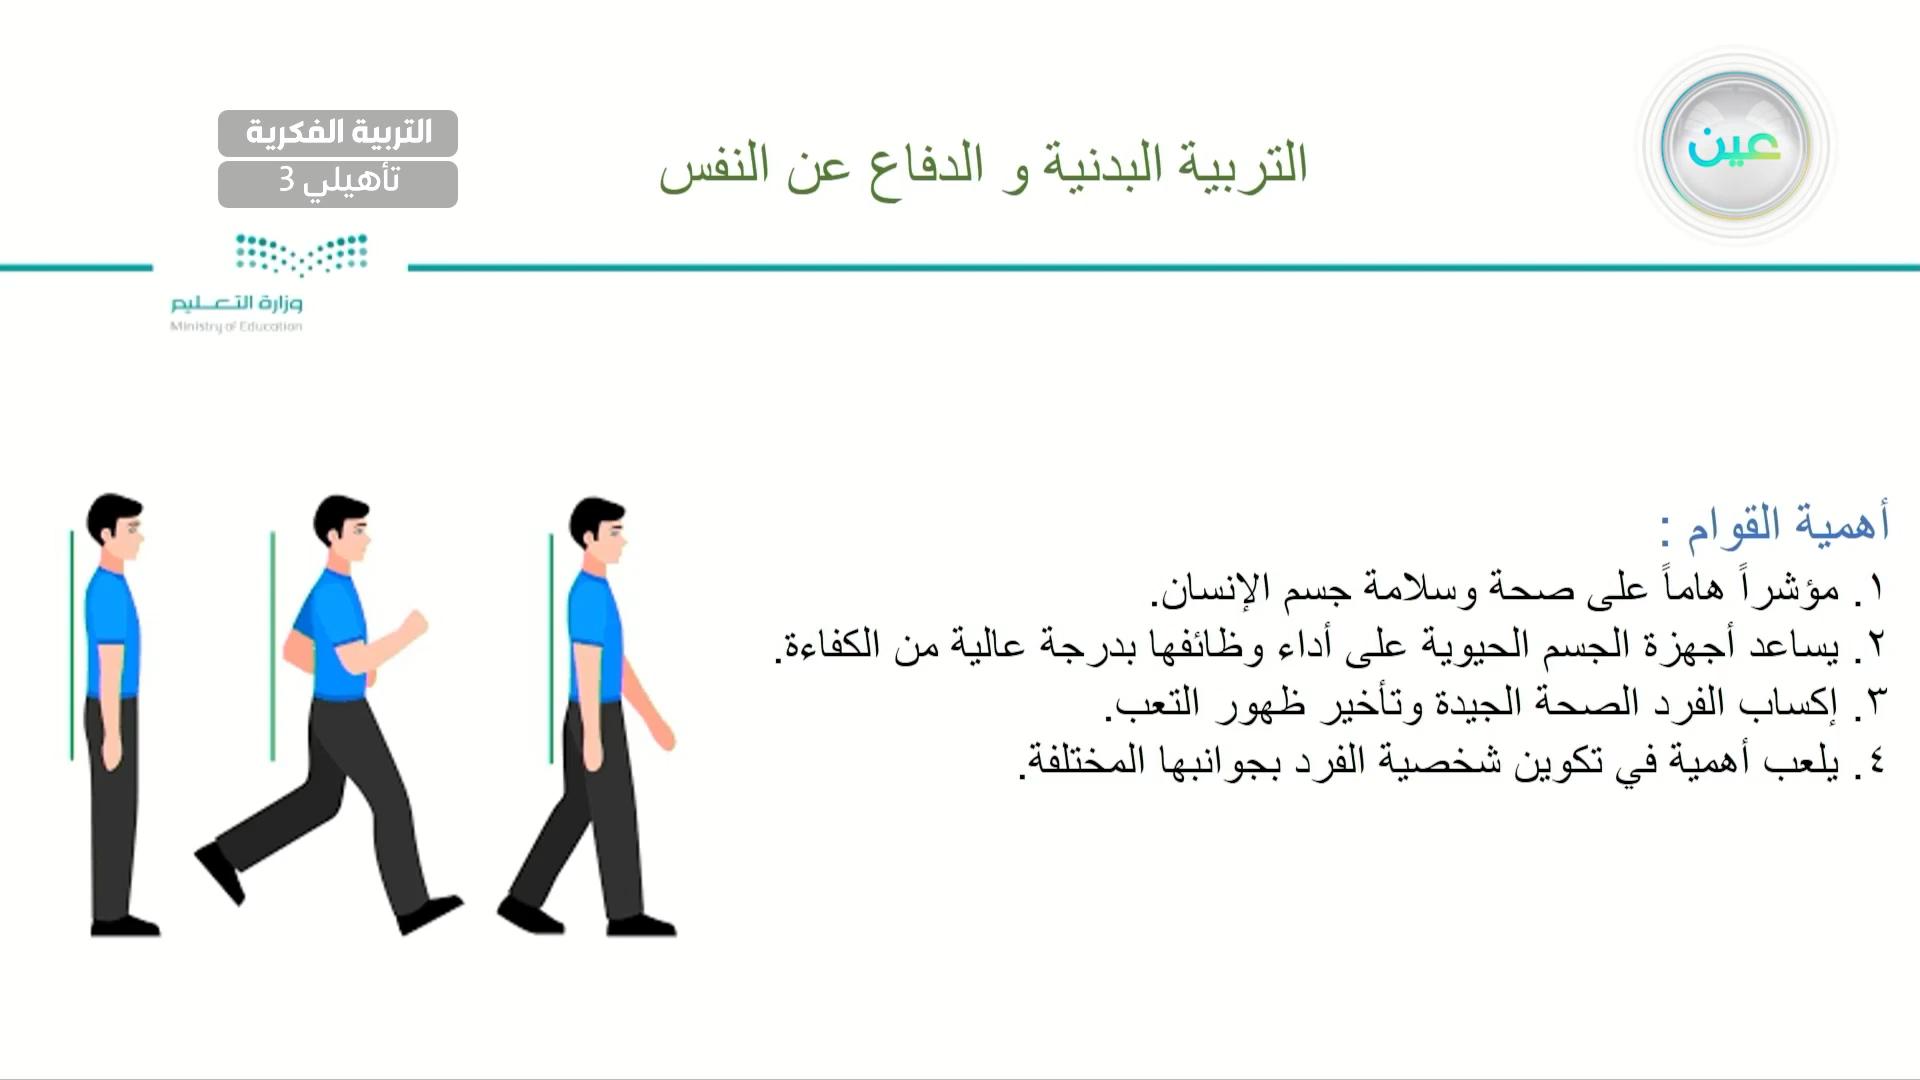 عين
التربية البدنية و الدفاع عن النفس
التربية الفكرية
تأهيلي 3
وزارة التعليم
Ministry of Education
أهمية القوام :
١. مؤشراً هاماً على صحة وسلامة جسم الإنسان.
٢. يساعد أجهزة الجسم الحيوية على أداء وظائفها بدرجة عالية من الكفاءة.
٣. إكساب الفرد الصحة الجيدة وتأخير ظهور التعب.
٤. يلعب أهمية في تكوين شخصية الفرد بجوانبها المختلفة.